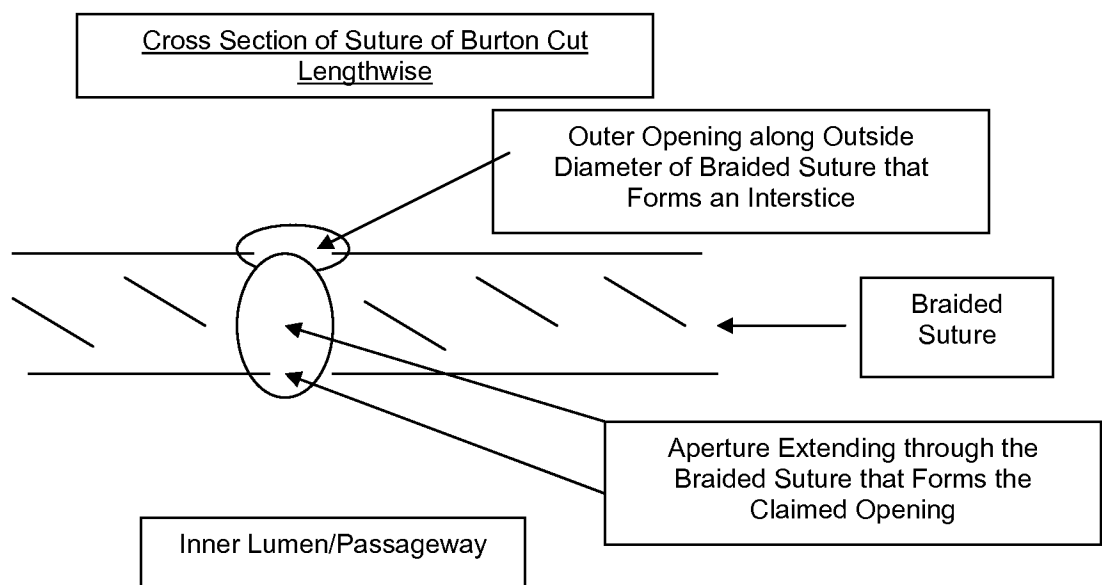 Cross Section of Suture of Burton Cut
Lengthwise
Outer Opening along Outside
Diameter of Braided Suture that
Forms an Interstice
Braided
Suture
Aperture Extending through the
Braided Suture that Forms the
Claimed Opening
Inner Lumen/Passageway